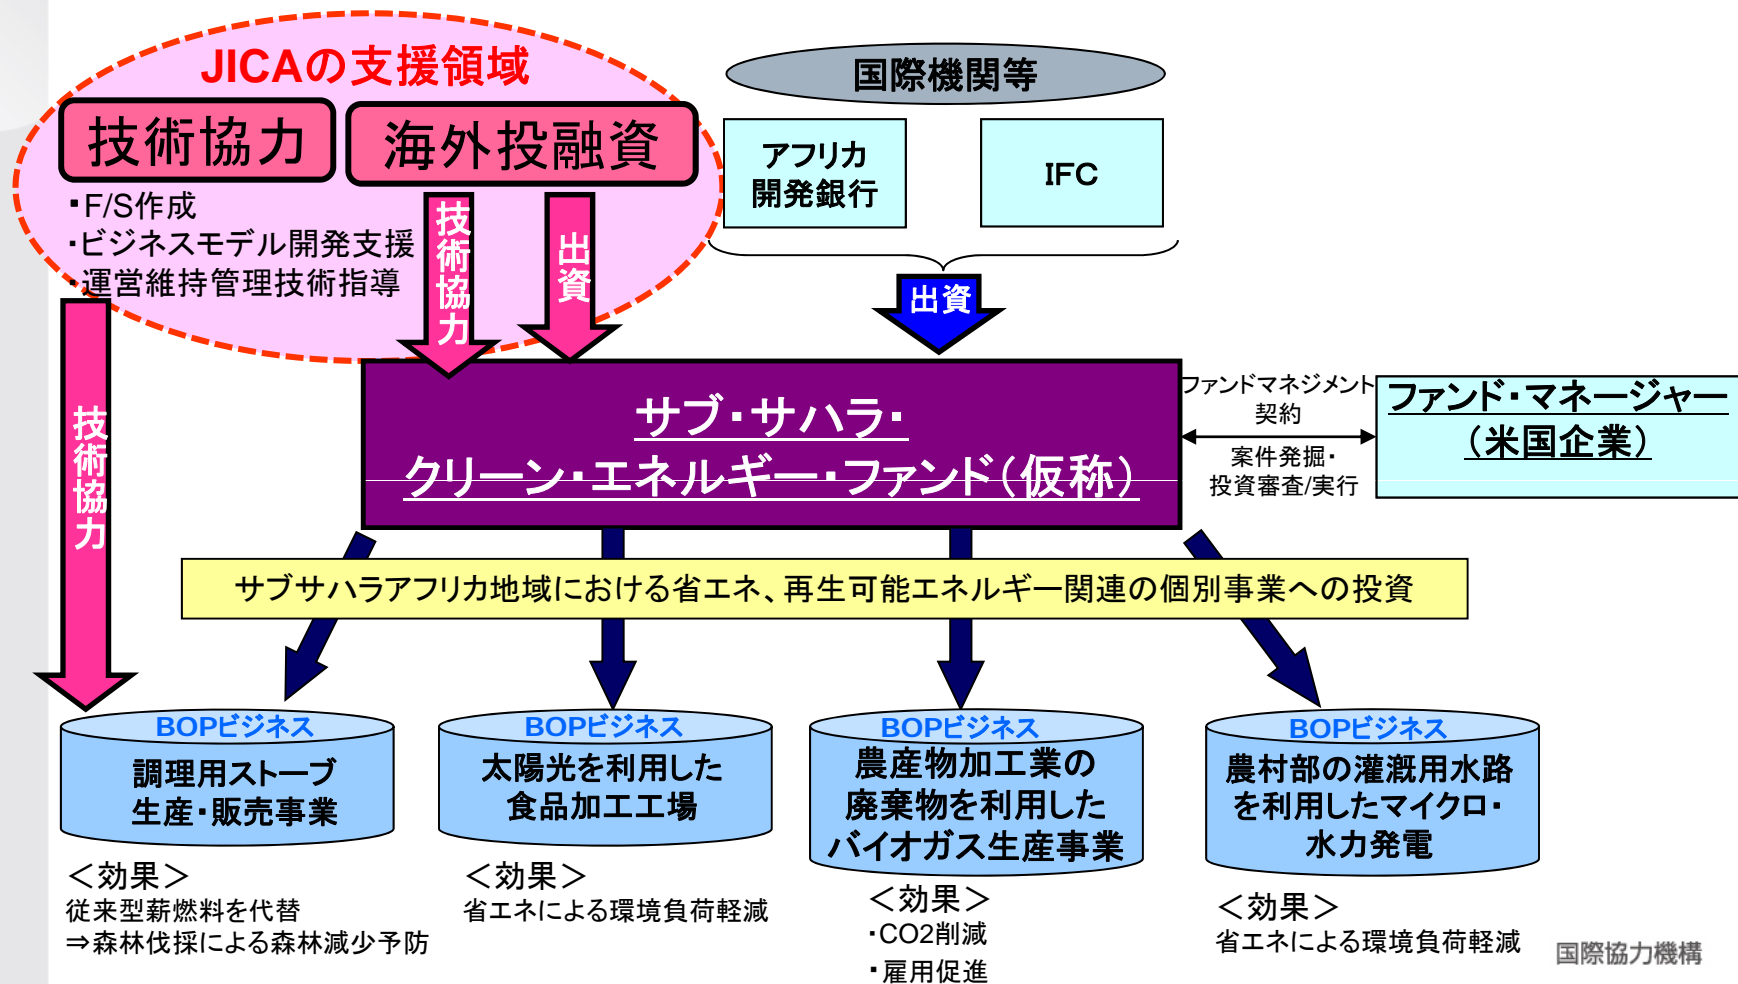 JICAの支援領域
技術協力
海外投融資
・F/S作成
・ビジネスモデル開発支援
・運営維持管理技術指導
技術協力
出資
技術協力
国際機関等
アフリカ
開発銀行
IFC
出資
サブ・サハラ・
クリーン・エネルギー・ファンド（仮称）
ファンドマネジメント
契約
案件発掘・
投資審査/実行
ファンド・マネージャー
（米国企業）
サブサハラアフリカ地域における省エネ、再生可能エネルギー関連の個別事業への投資
BOPビジネス
調理用ストーブ
生産・販売事業
＜効果＞
従来型薪燃料を代替
⇒森林伐採による森林減少予防
BOPビジネス
太陽光を利用した
食品加工工場
＜効果＞
省エネによる環境負荷軽減
BOPビジネス
農産物加工業の
廃棄物を利用した
バイオガス生産事業
＜効果＞
・CO2削減
・雇用促進
BOPビジネス
農村部の灌漑用水路
を利用したマイクロ・
水力発電
＜効果＞
省エネによる環境負荷軽減
国際協力機構